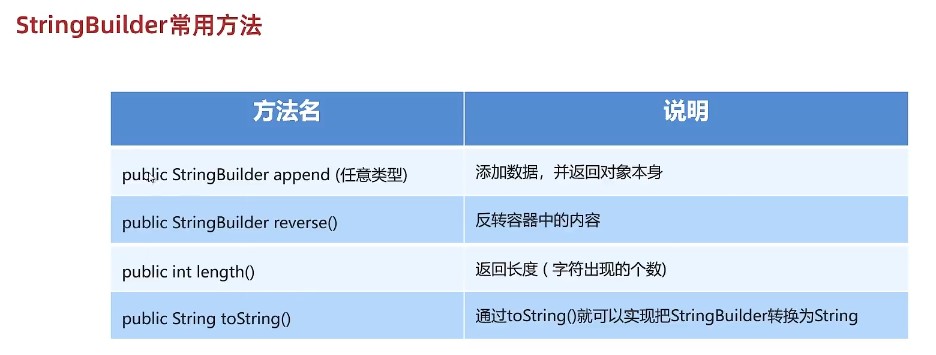 StringBuilder常用方法
方法名 说明
public StringBuilder append (任意类型) 添加数据，并返回对象本身
public StringBuilder reverse() 反转容器中的内容
public int length() 返回长度 ( 字符出现的个数)
public String toString() 通过toString()就可以实现把StringBuilder转换为String